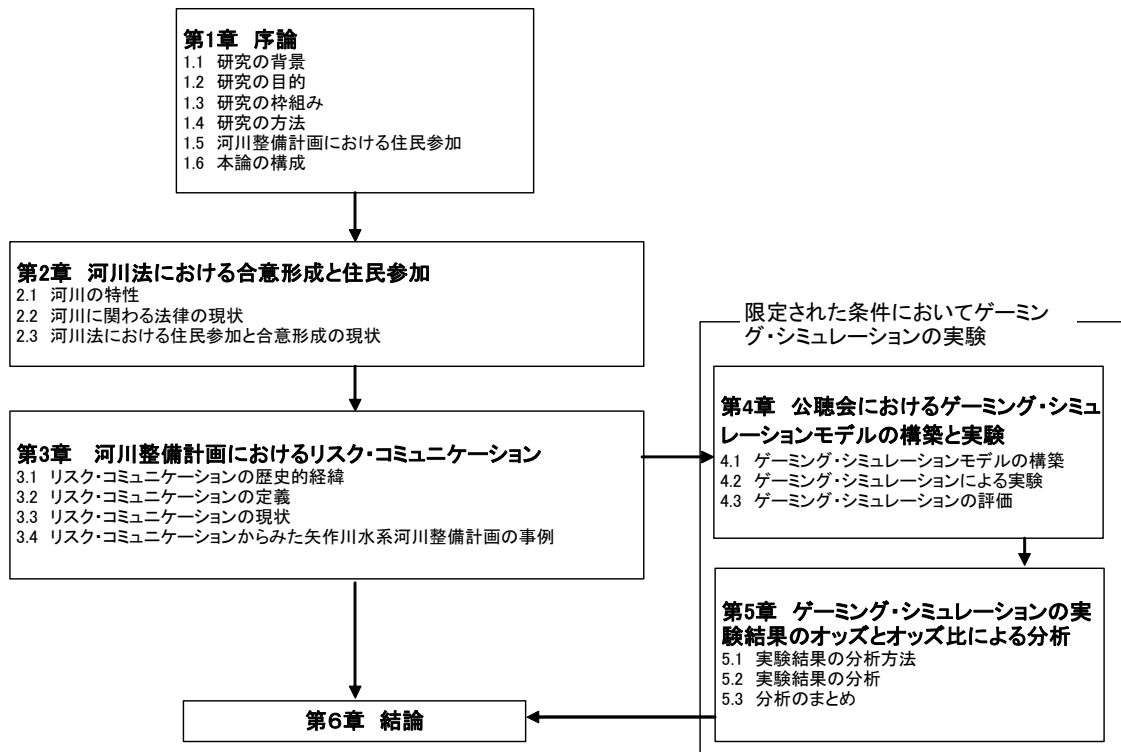 第1章 序論
1.1 研究の背景
1.2 研究の目的
1.3 研究の枠組み
1.4 研究の方法
1.5 河川整備計画における住民参加
1.6 本論の構成
第2章 河川法における合意形成と住民参加
2.1 河川の特性
2.2 河川に関わる法律の現状
2.3 河川法における住民参加と合意形成の現状
第3章 河川整備計画におけるリスク・コミュニケーション
3.1 リスク・コミュニケーションの歴史的経緯
3.2 リスク・コミュニケーションの定義
3.3 リスク・コミュニケーションの現状
3.4 リスク・コミュニケーションからみた矢作川水系河川整備計画の事例
限定された条件においてゲーミン
グ・シミュレーションの実験
第4章 公聴会におけるゲーミング・シミュ
レーションモデルの構築と実験
4.1 ゲーミング・シミュレーションモデルの構築
4.2 ゲーミング・シミュレーションによる実験
4.3 ゲーミング・シミュレーションの評価
第5章 ゲーミング・シミュレーションの実
験結果のオッズとオッズ比による分析
5.1 実験結果の分析方法
5.2 実験結果の分析
5.3 分析のまとめ
第6章 結論